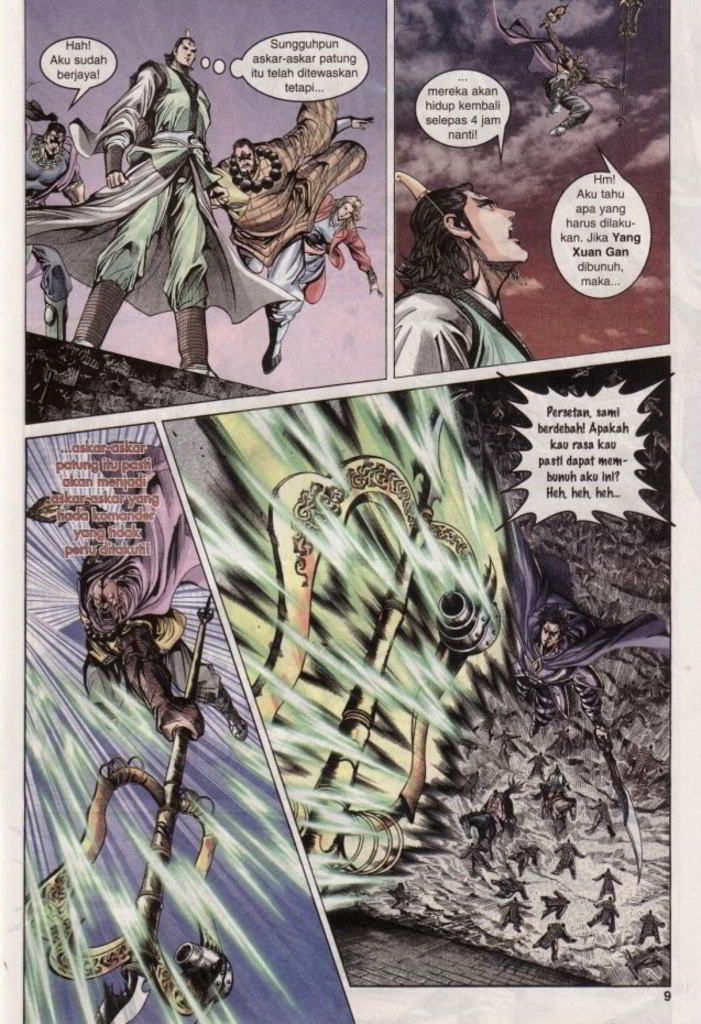 Hah!
Aku sudah
berjaya!
Sungguhpun
askar-askar patung
itu telah ditewaskan
tetapi...
...
mereka akan
hidup kembali
selepas 4 jam
nanti!
Hm!
Aku tahu
apa yang
harus dilaku-
kan. Jika Yang
Xuan Gan
dibunuh,
maka...
...askar-askar
patung itu pasti
akan menjadi
askar-askar yang
tiada komander
yang tidak
perlu ditakuti!
Persetan, sami
berdebah! Apakah
kau rasa kau
pasti dapat mem-
bunuh aku ini?
Heh, heh, heh...
9